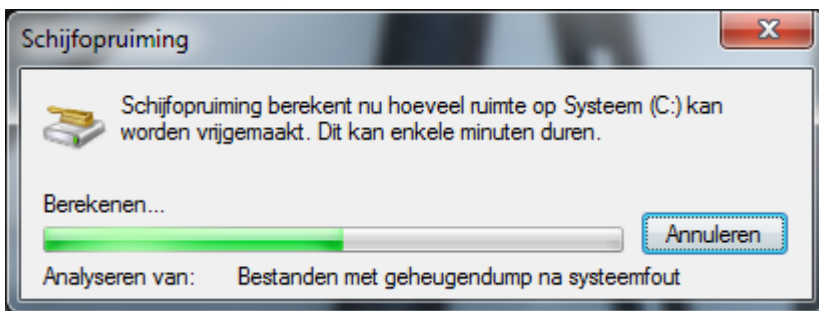 Schijfopruiming
Schijfopruiming berekent nu hoeveel ruimte op Systeem (C:) kan
worden vrijgemaakt. Dit kan enkele minuten duren.
Berekenen...
Annuleren
Analyseren van: Bestanden met geheugendump na systeemfout